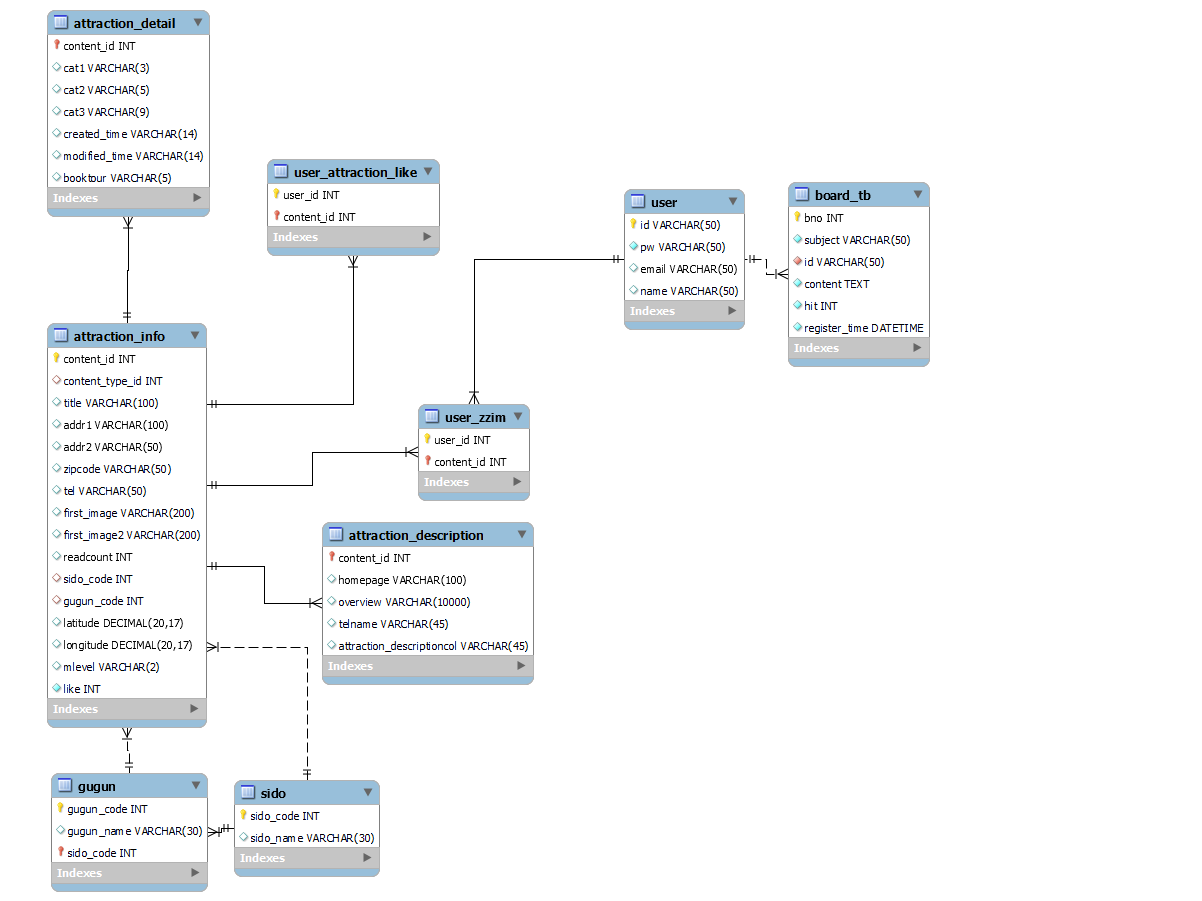 attraction_detail
content_id INT
cat1 VARCHAR(3)
cat2 VARCHAR(5)
cat3 VARCHAR(9)
created_time VARCHAR(14)
modified_time VARCHAR(14)
booktour VARCHAR(5)
Indexes
user_attraction_like
user_id INT
content_id INT
Indexes
user
id VARCHAR(50)
pw VARCHAR(50)
email VARCHAR(50)
name VARCHAR(50)
Indexes
board_tb
bno INT
subject VARCHAR(50)
id VARCHAR(50)
content TEXT
hit INT
register_time DATETIME
Indexes
attraction_info
content_id INT
content_type_id INT
title VARCHAR(100)
addr1 VARCHAR(100)
addr2 VARCHAR(50)
zipcode VARCHAR(50)
tel VARCHAR(50)
first_image VARCHAR(200)
first_image2 VARCHAR(200)
readcount INT
sido_code INT
gugun_code INT
latitude DECIMAL(20,17)
longitude DECIMAL(20,17)
mlevel VARCHAR(2)
like INT
Indexes
user_zzim
user_id INT
content_id INT
Indexes
attraction_description
content_id INT
homepage VARCHAR(100)
overview VARCHAR(10000)
telname VARCHAR(45)
attraction_descriptioncol VARCHAR(45)
Indexes
gugun
gugun_code INT
gugun_name VARCHAR(30)
sido_code INT
Indexes
sido
sido_code INT
sido_name VARCHAR(30)
Indexes